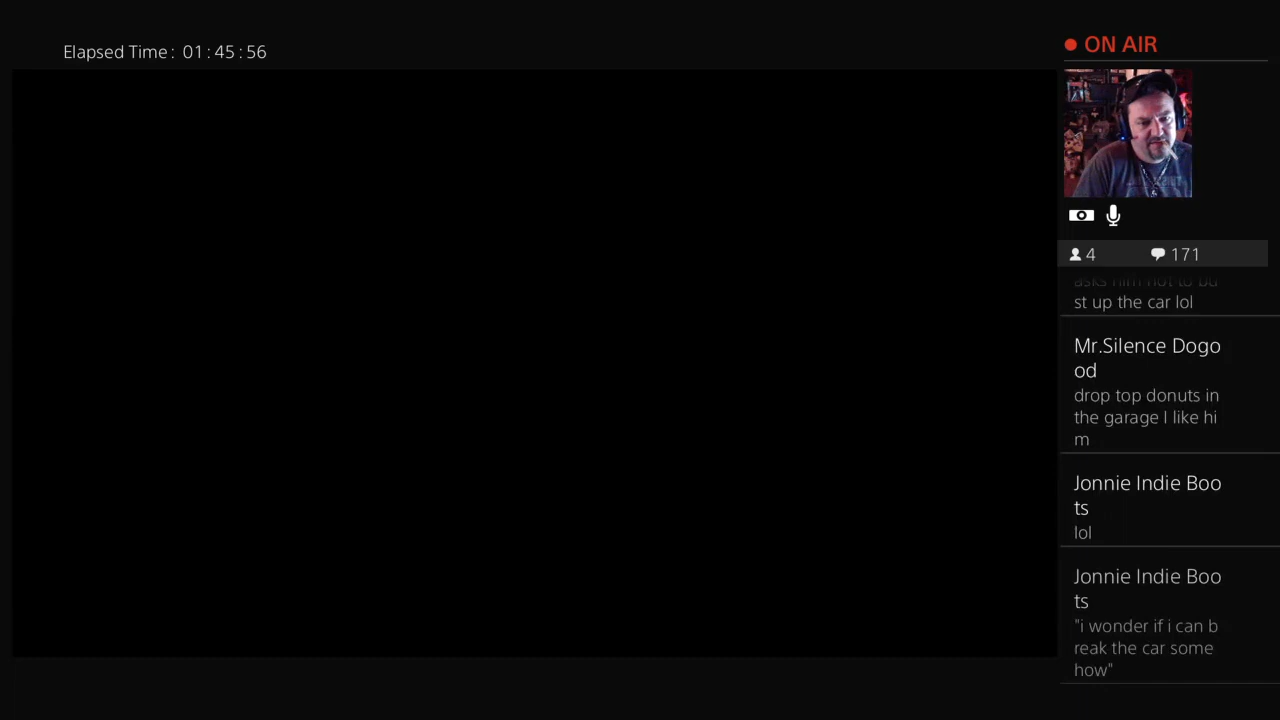 Elapsed Time: 01:45:56
ON AIR
4 171
st up the car lol
Mr.Silence Dogo
od
drop top donuts in
the garage I like hi
m
Jonnie Indie Boo
ts
lol
Jonnie Indie Boo
ts
"i wonder if i can b
reak the car some
how"